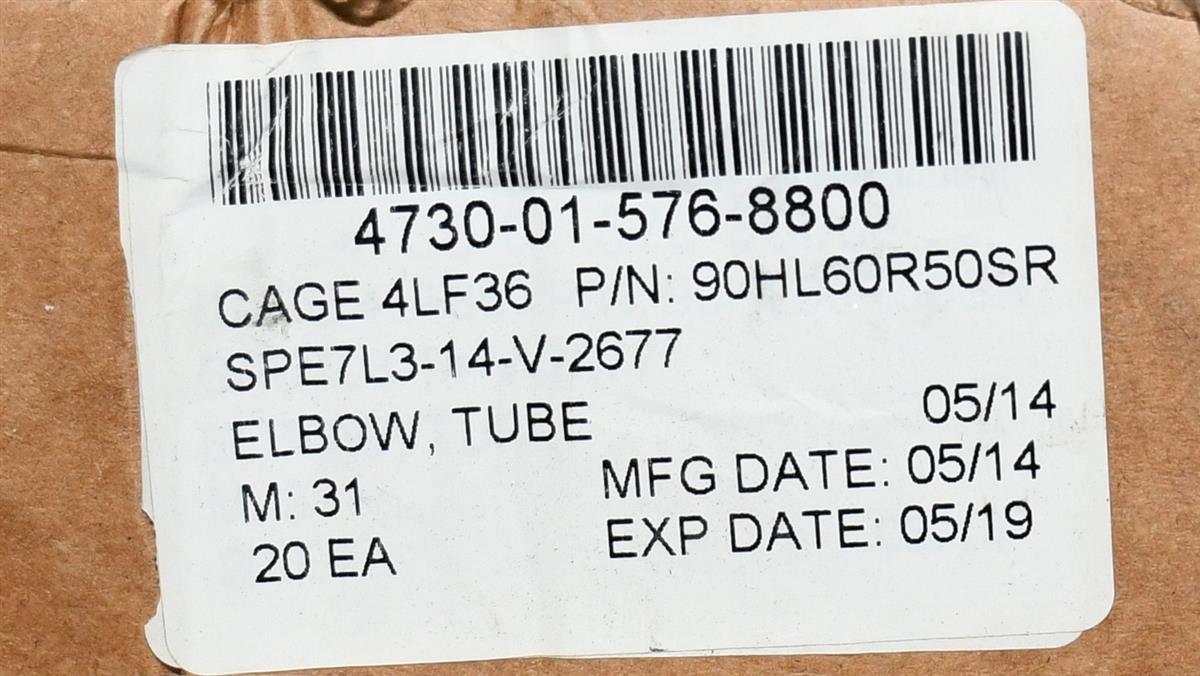 4730-01-576-8800
CAGE 4LF36 P/N: 90HL60R50SR
SPE7L3-14-V-2677
ELBOW, TUBE 05/14
M: 31 MFG DATE: 05/14
20 EA EXP DATE: 05/19